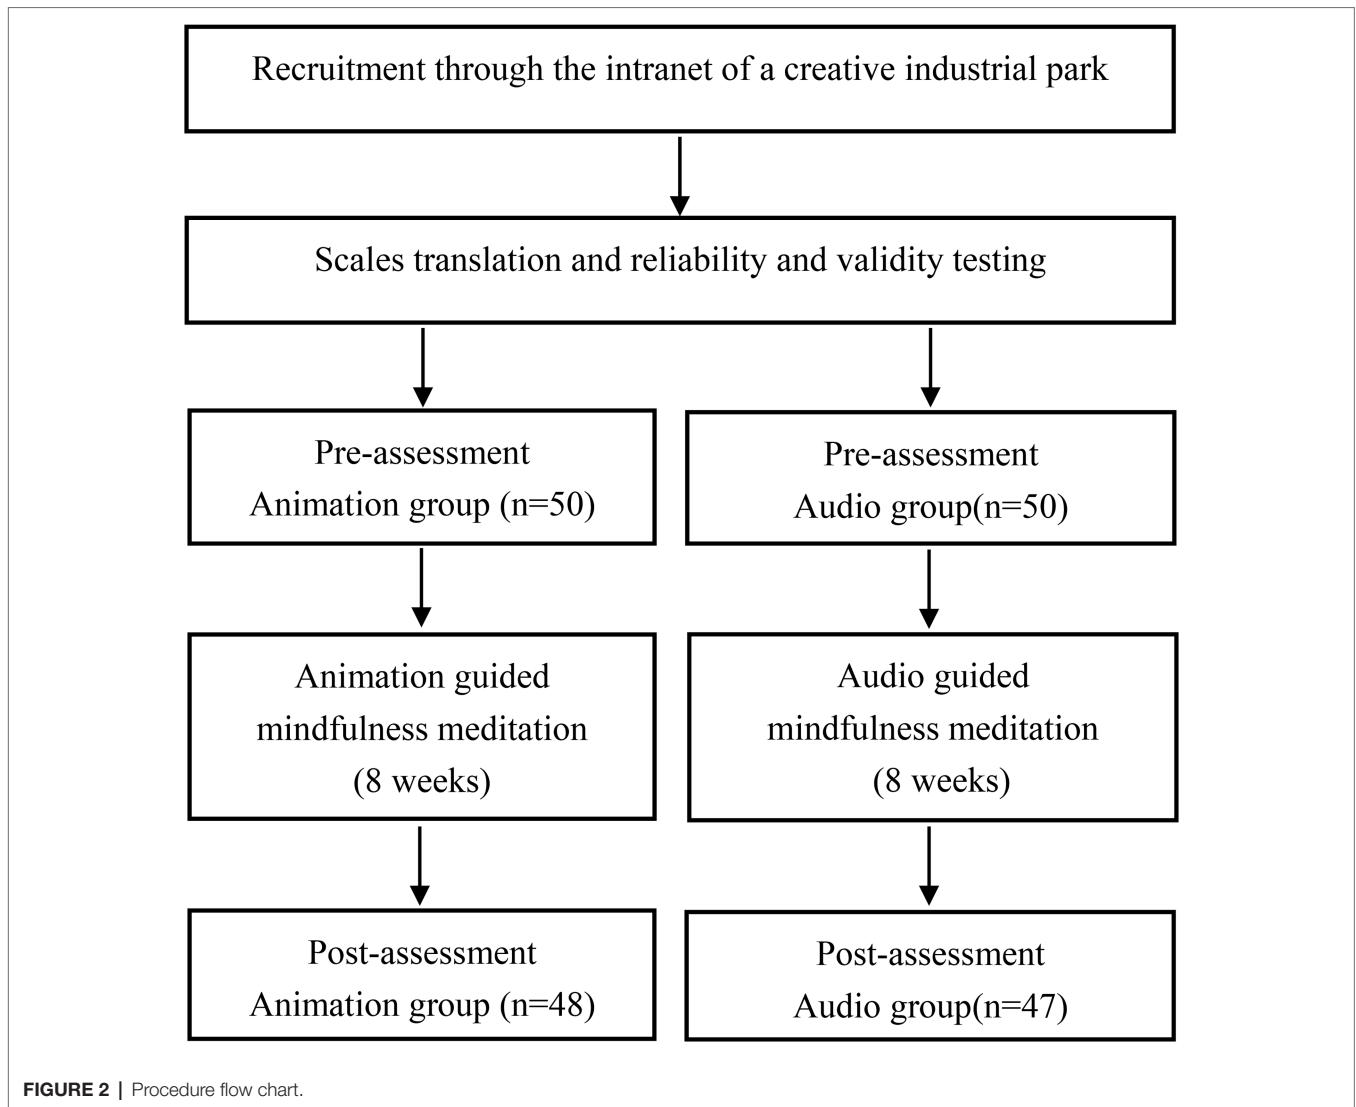 Recruitment through the intranet of a creative industrial park
Scales translation and reliability and validity testing
Pre-assessment
Animation group (n=50)
Pre-assessment
Audio group(n=50)
Animation guided
mindfulness meditation
(8 weeks)
Audio guided
mindfulness meditation
(8 weeks)
Post-assessment
Animation group (n=48)
Post-assessment
Audio group(n=47)
FIGURE 2 | Procedure flow chart.